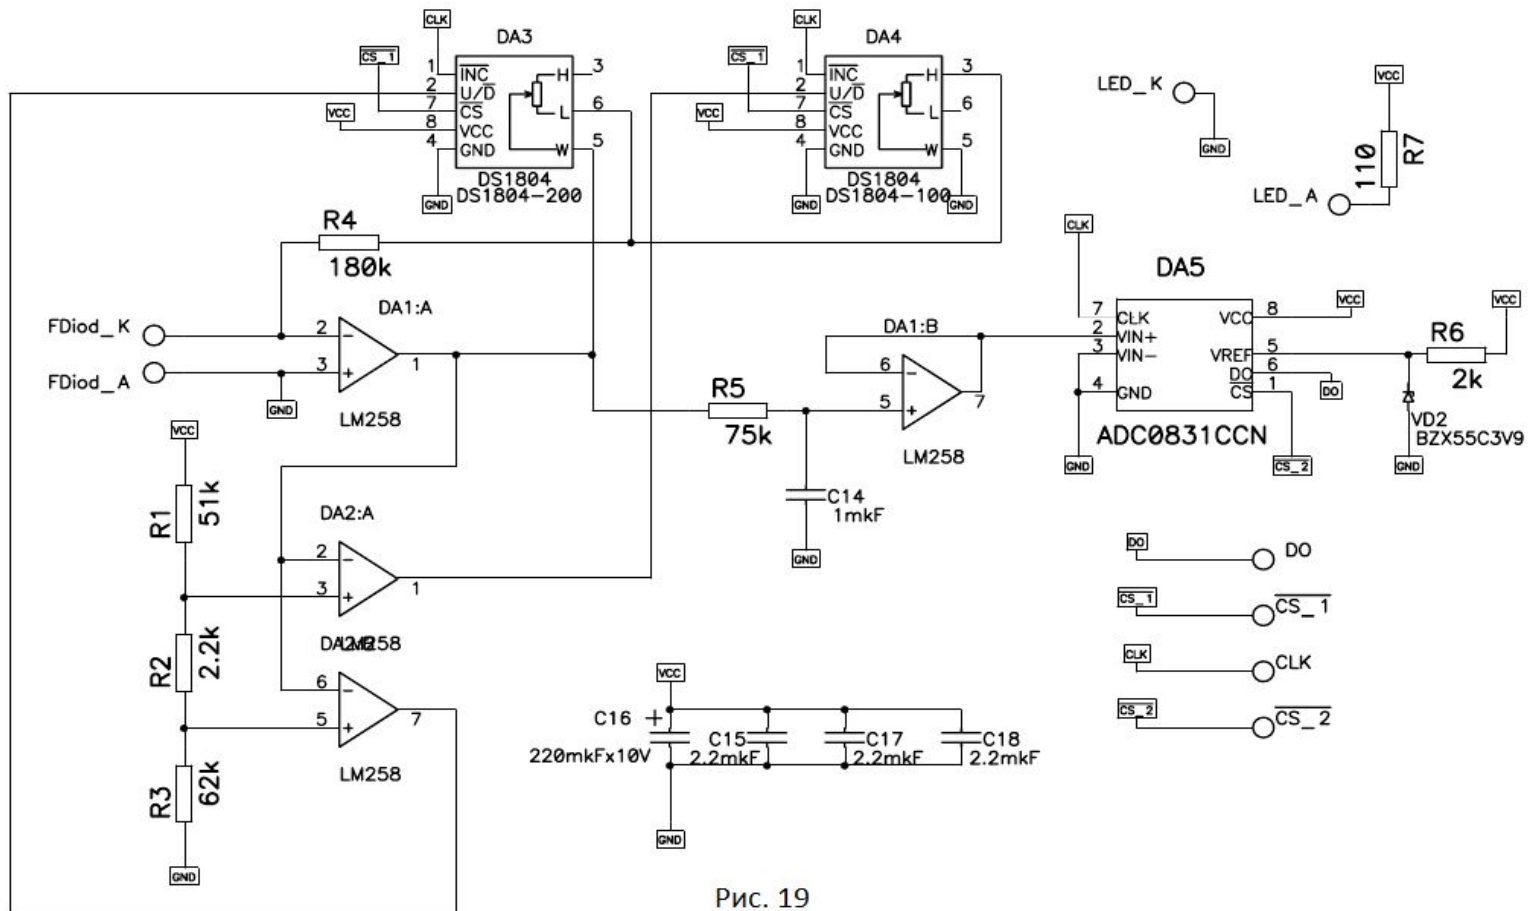 CLK
DA3
CS_1
1 INC H 3
2 U/D
7 CS L 6
VCC
8 VCC
4 GND W 5
GND
DS1804
DS1804-200
CLK
DA4
CS_1
1 INC H 3
2 U/D
7 CS L 6
VCC
8 VCC
4 GND W 5
GND
DS1804
DS1804-100
GND
LED_K
GND
VCC
110
R7
LED_A
R4
180k
FDiod_K
FDiod_A
DA1:A
2 −
3 +
1
GND
LM258
R5
75k
C14
1mkF
GND
DA1:B
6 −
5 +
7
LM258
CLK
DA5
7 CLK VCC 8
VCC
2 VIN+
3 VIN− VREF 5
DO 6
DO
4 GND CS 1
ADC0831CCN
GND
CS_2
VCC
R6
2k
VD2
BZX55C3V9
GND
VCC
R1
51k
R2
2.2k
R3
62k
GND
DA2:A
2 −
3 +
1
LM258
DA2:B
6 −
5 +
7
LM258
VCC
C16 +
220mkFx10V
C15
2.2mkF
C17
2.2mkF
C18
2.2mkF
GND
DO
DO
CS_1
CS_1
CLK
CLK
CS_2
CS_2
Рис. 19